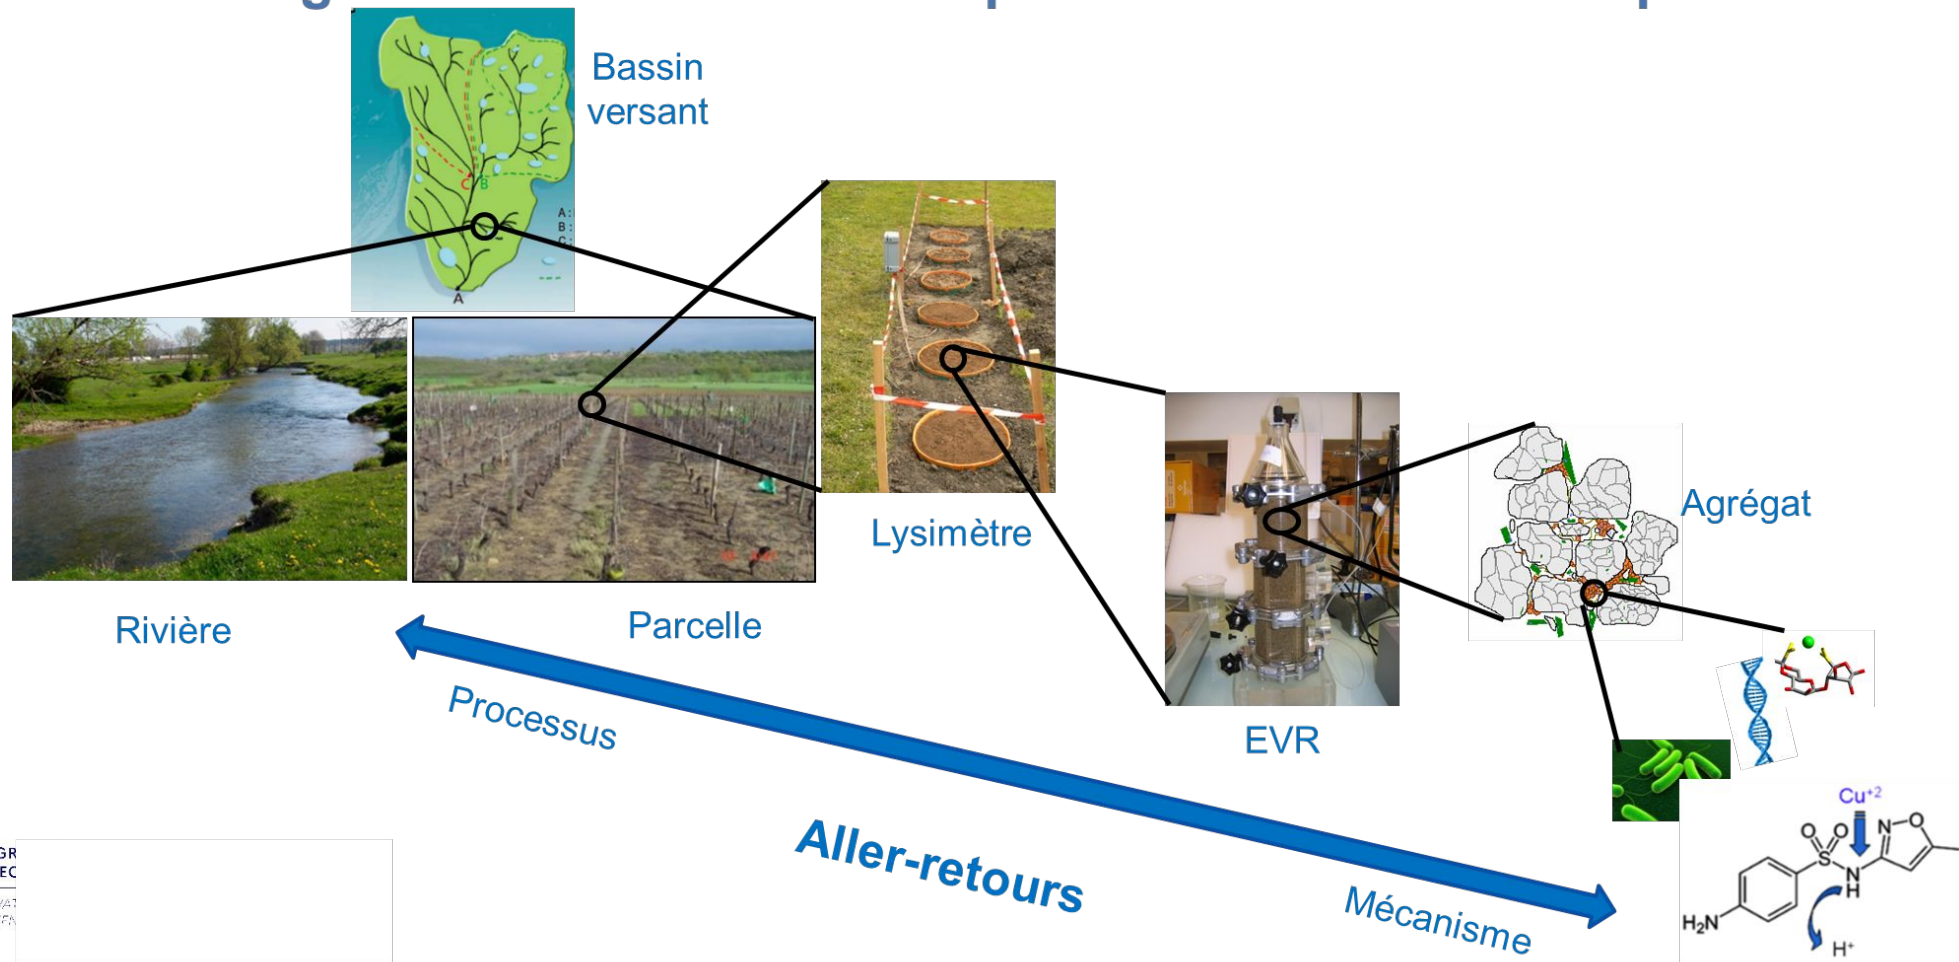 Bassin
versant
C B
A:
B:
C:
A
Lysimètre
Agrégat
Rivière
Parcelle
EVR
Processus
Aller-retours
Mécanisme
Cu+2
O O N O
S
N
H
H₂N
H+